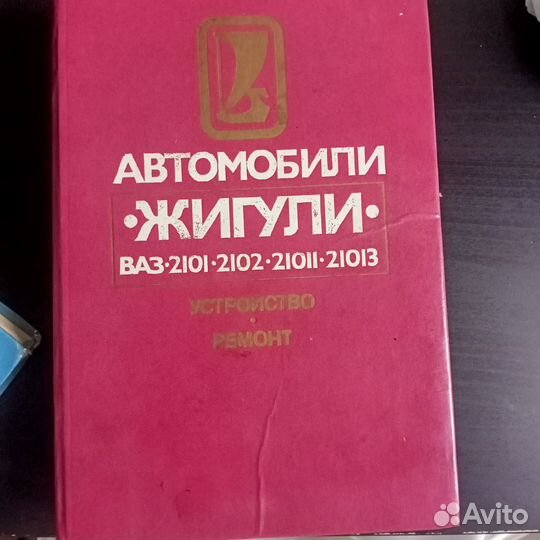 АВТОМОБИЛИ
·ЖИГУЛИ·
ВАЗ·2101·2102·21011·21013
УСТРОЙСТВО
·
РЕМОНТ
Avito